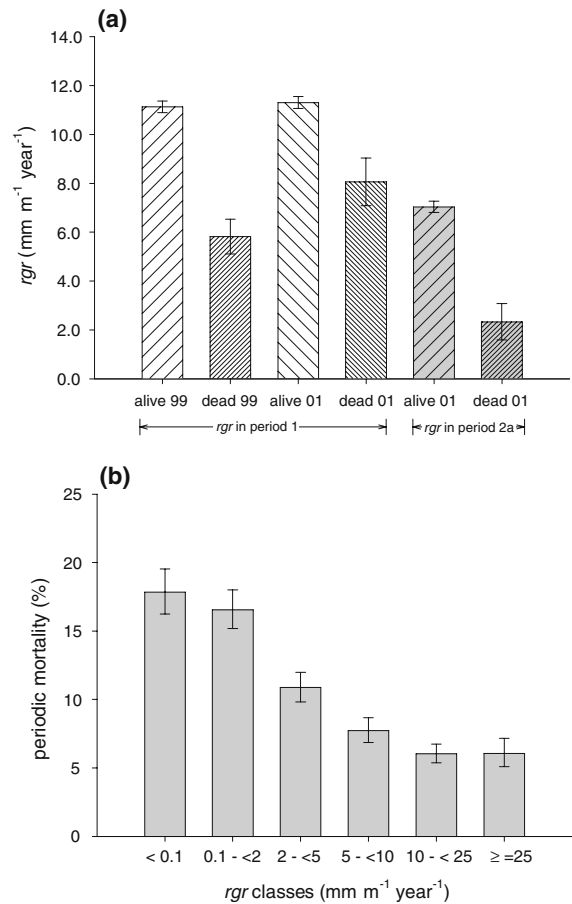 (a)
14.0
12.0
10.0
8.0
6.0
4.0
2.0
0.0
rgr (mm m⁻¹ year⁻¹)
alive 99 dead 99 alive 01 dead 01 alive 01 dead 01
rgr in period 1 rgr in period 2a
(b)
25
20
15
10
5
0
periodic mortality (%)
< 0.1 0.1 - <2 2 - <5 5 - <10 10 - < 25 ≥ =25
rgr classes (mm m⁻¹ year⁻¹)